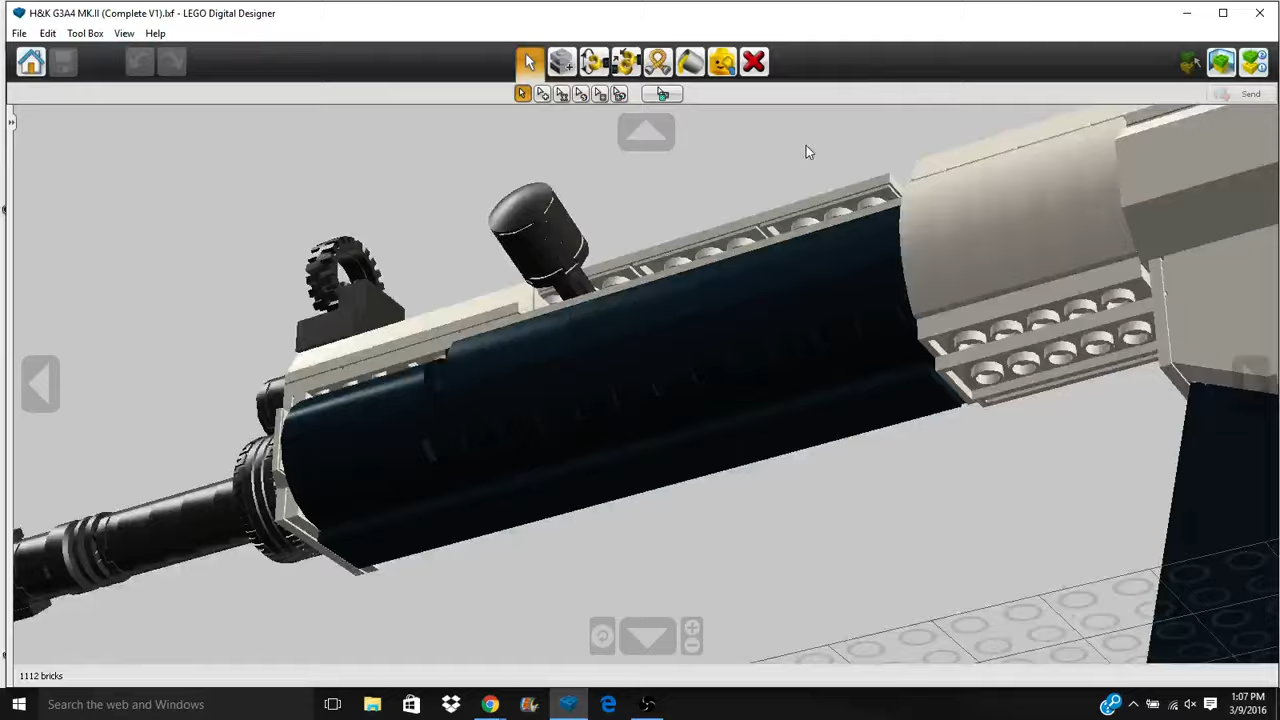 H&K G3A4 MK.II (Complete V1).lxf - LEGO Digital Designer
File Edit Tool Box View Help
Send
1112 bricks
Search the web and Windows
1:07 PM
3/9/2016